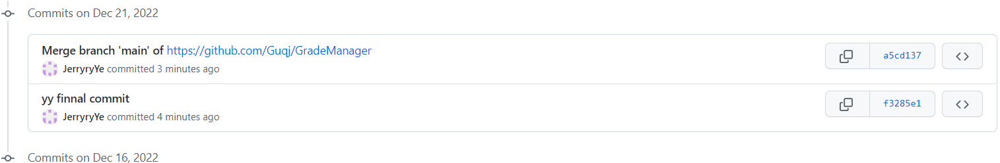 Commits on Dec 21, 2022
Merge branch 'main' of https://github.com/Guqj/GradeManager
JerryryYe committed 3 minutes ago
a5cd137
yy finnal commit
JerryryYe committed 4 minutes ago
f3285e1
Commits on Dec 16, 2022